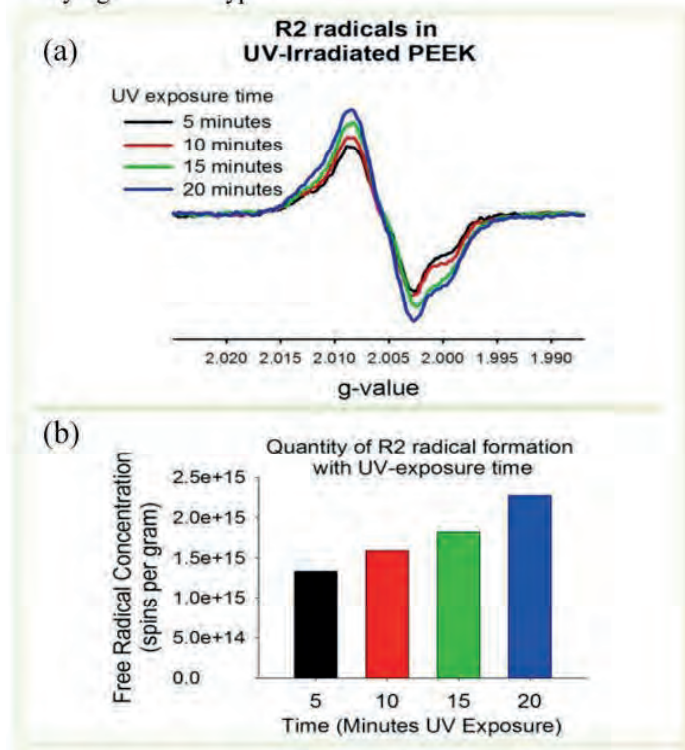 (a)
R2 radicals in
UV-Irradiated PEEK
UV exposure time
5 minutes
10 minutes
15 minutes
20 minutes
2.020 2.015 2.010 2.005 2.000 1.995 1.990
g-value
(b)
Quantity of R2 radical formation
with UV-exposure time
Free Radical Concentration
(spins per gram)
2.5e+15
2.0e+15
1.5e+15
1.0e+15
5.0e+14
0.0
5 10 15 20
Time (Minutes UV Exposure)